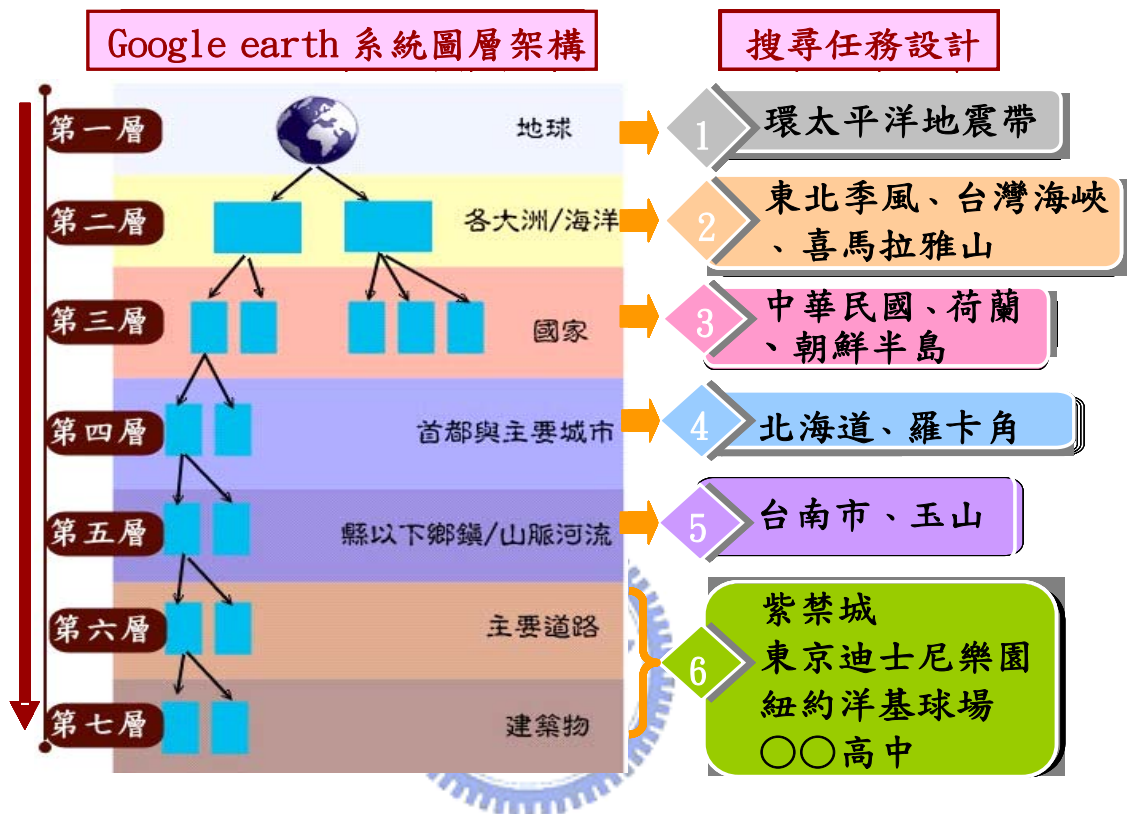 Google earth 系統圖層架構
搜尋任務設計
第一層
地球
1
環太平洋地震帶
第二層
各大洲/海洋
2
東北季風、台灣海峽
、喜馬拉雅山
第三層
國家
3
中華民國、荷蘭
、朝鮮半島
第四層
首都與主要城市
4
北海道、羅卡角
第五層
縣以下鄉鎮/山脈河流
5
台南市、玉山
第六層
主要道路
第七層
建築物
6
紫禁城
東京迪士尼樂園
紐約洋基球場
○○高中